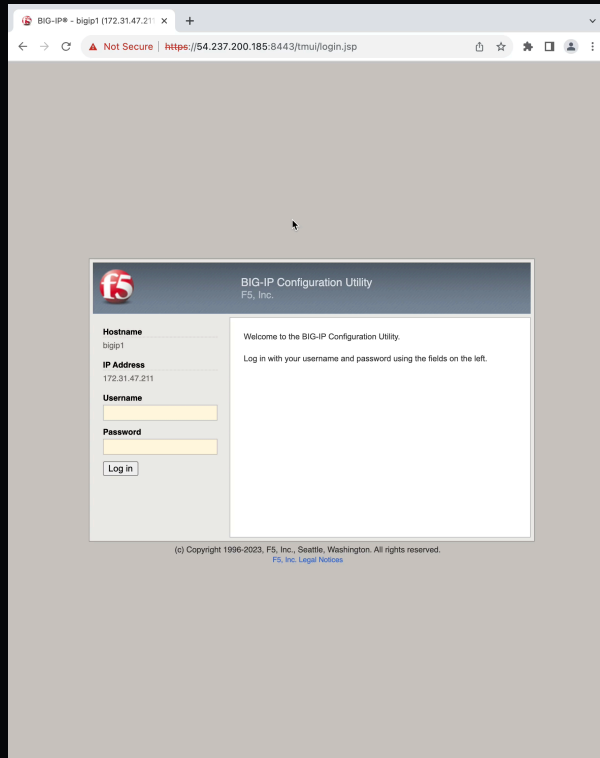 BIG-IP® - bigip1 (172.31.47.211
Not Secure | https://54.237.200.185:8443/tmui/login.jsp
f5
BIG-IP Configuration Utility
F5, Inc.
Hostname
bigip1
IP Address
172.31.47.211
Username
Password
Log in
Welcome to the BIG-IP Configuration Utility.
Log in with your username and password using the fields on the left.
(c) Copyright 1996-2023, F5, Inc., Seattle, Washington. All rights reserved.
F5, Inc. Legal Notices